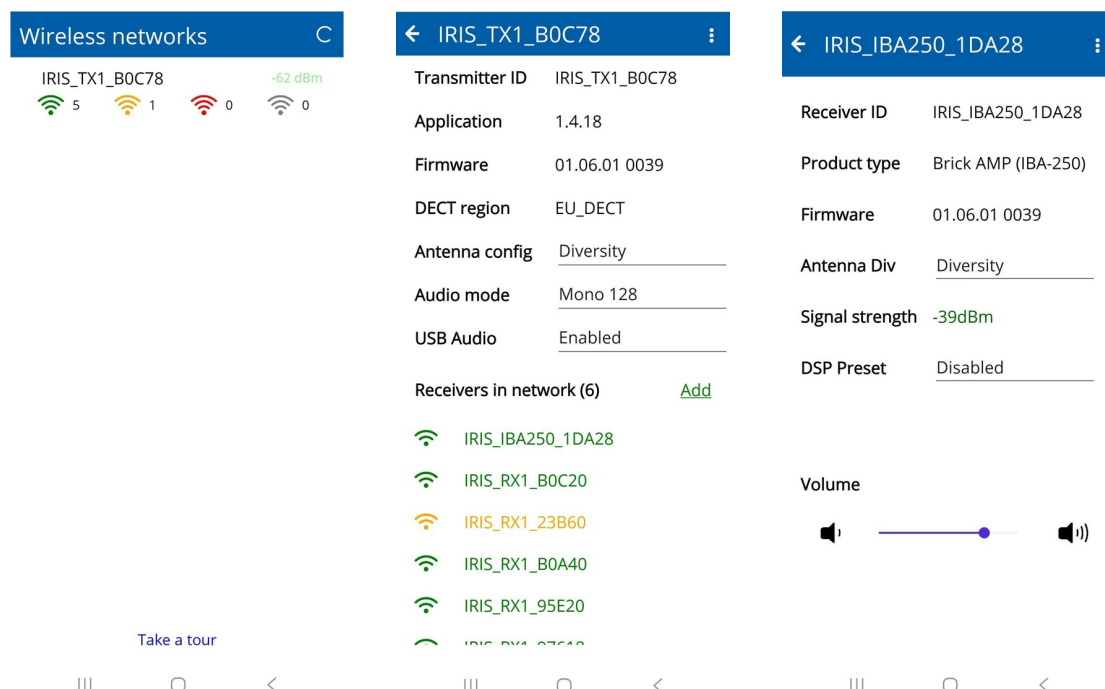 Wireless networks
IRIS_TX1_B0C78 -62 dBm
5 1 0 0
Take a tour
IRIS_TX1_B0C78
Transmitter ID IRIS_TX1_B0C78
Application 1.4.18
Firmware 01.06.01 0039
DECT region EU_DECT
Antenna config Diversity
Audio mode Mono 128
USB Audio Enabled
Receivers in network (6) Add
IRIS_IBA250_1DA28
IRIS_RX1_B0C20
IRIS_RX1_23B60
IRIS_RX1_B0A40
IRIS_RX1_95E20
IRIS_IBA250_1DA28
Receiver ID IRIS_IBA250_1DA28
Product type Brick AMP (IBA-250)
Firmware 01.06.01 0039
Antenna Div Diversity
Signal strength -39dBm
DSP Preset Disabled
Volume